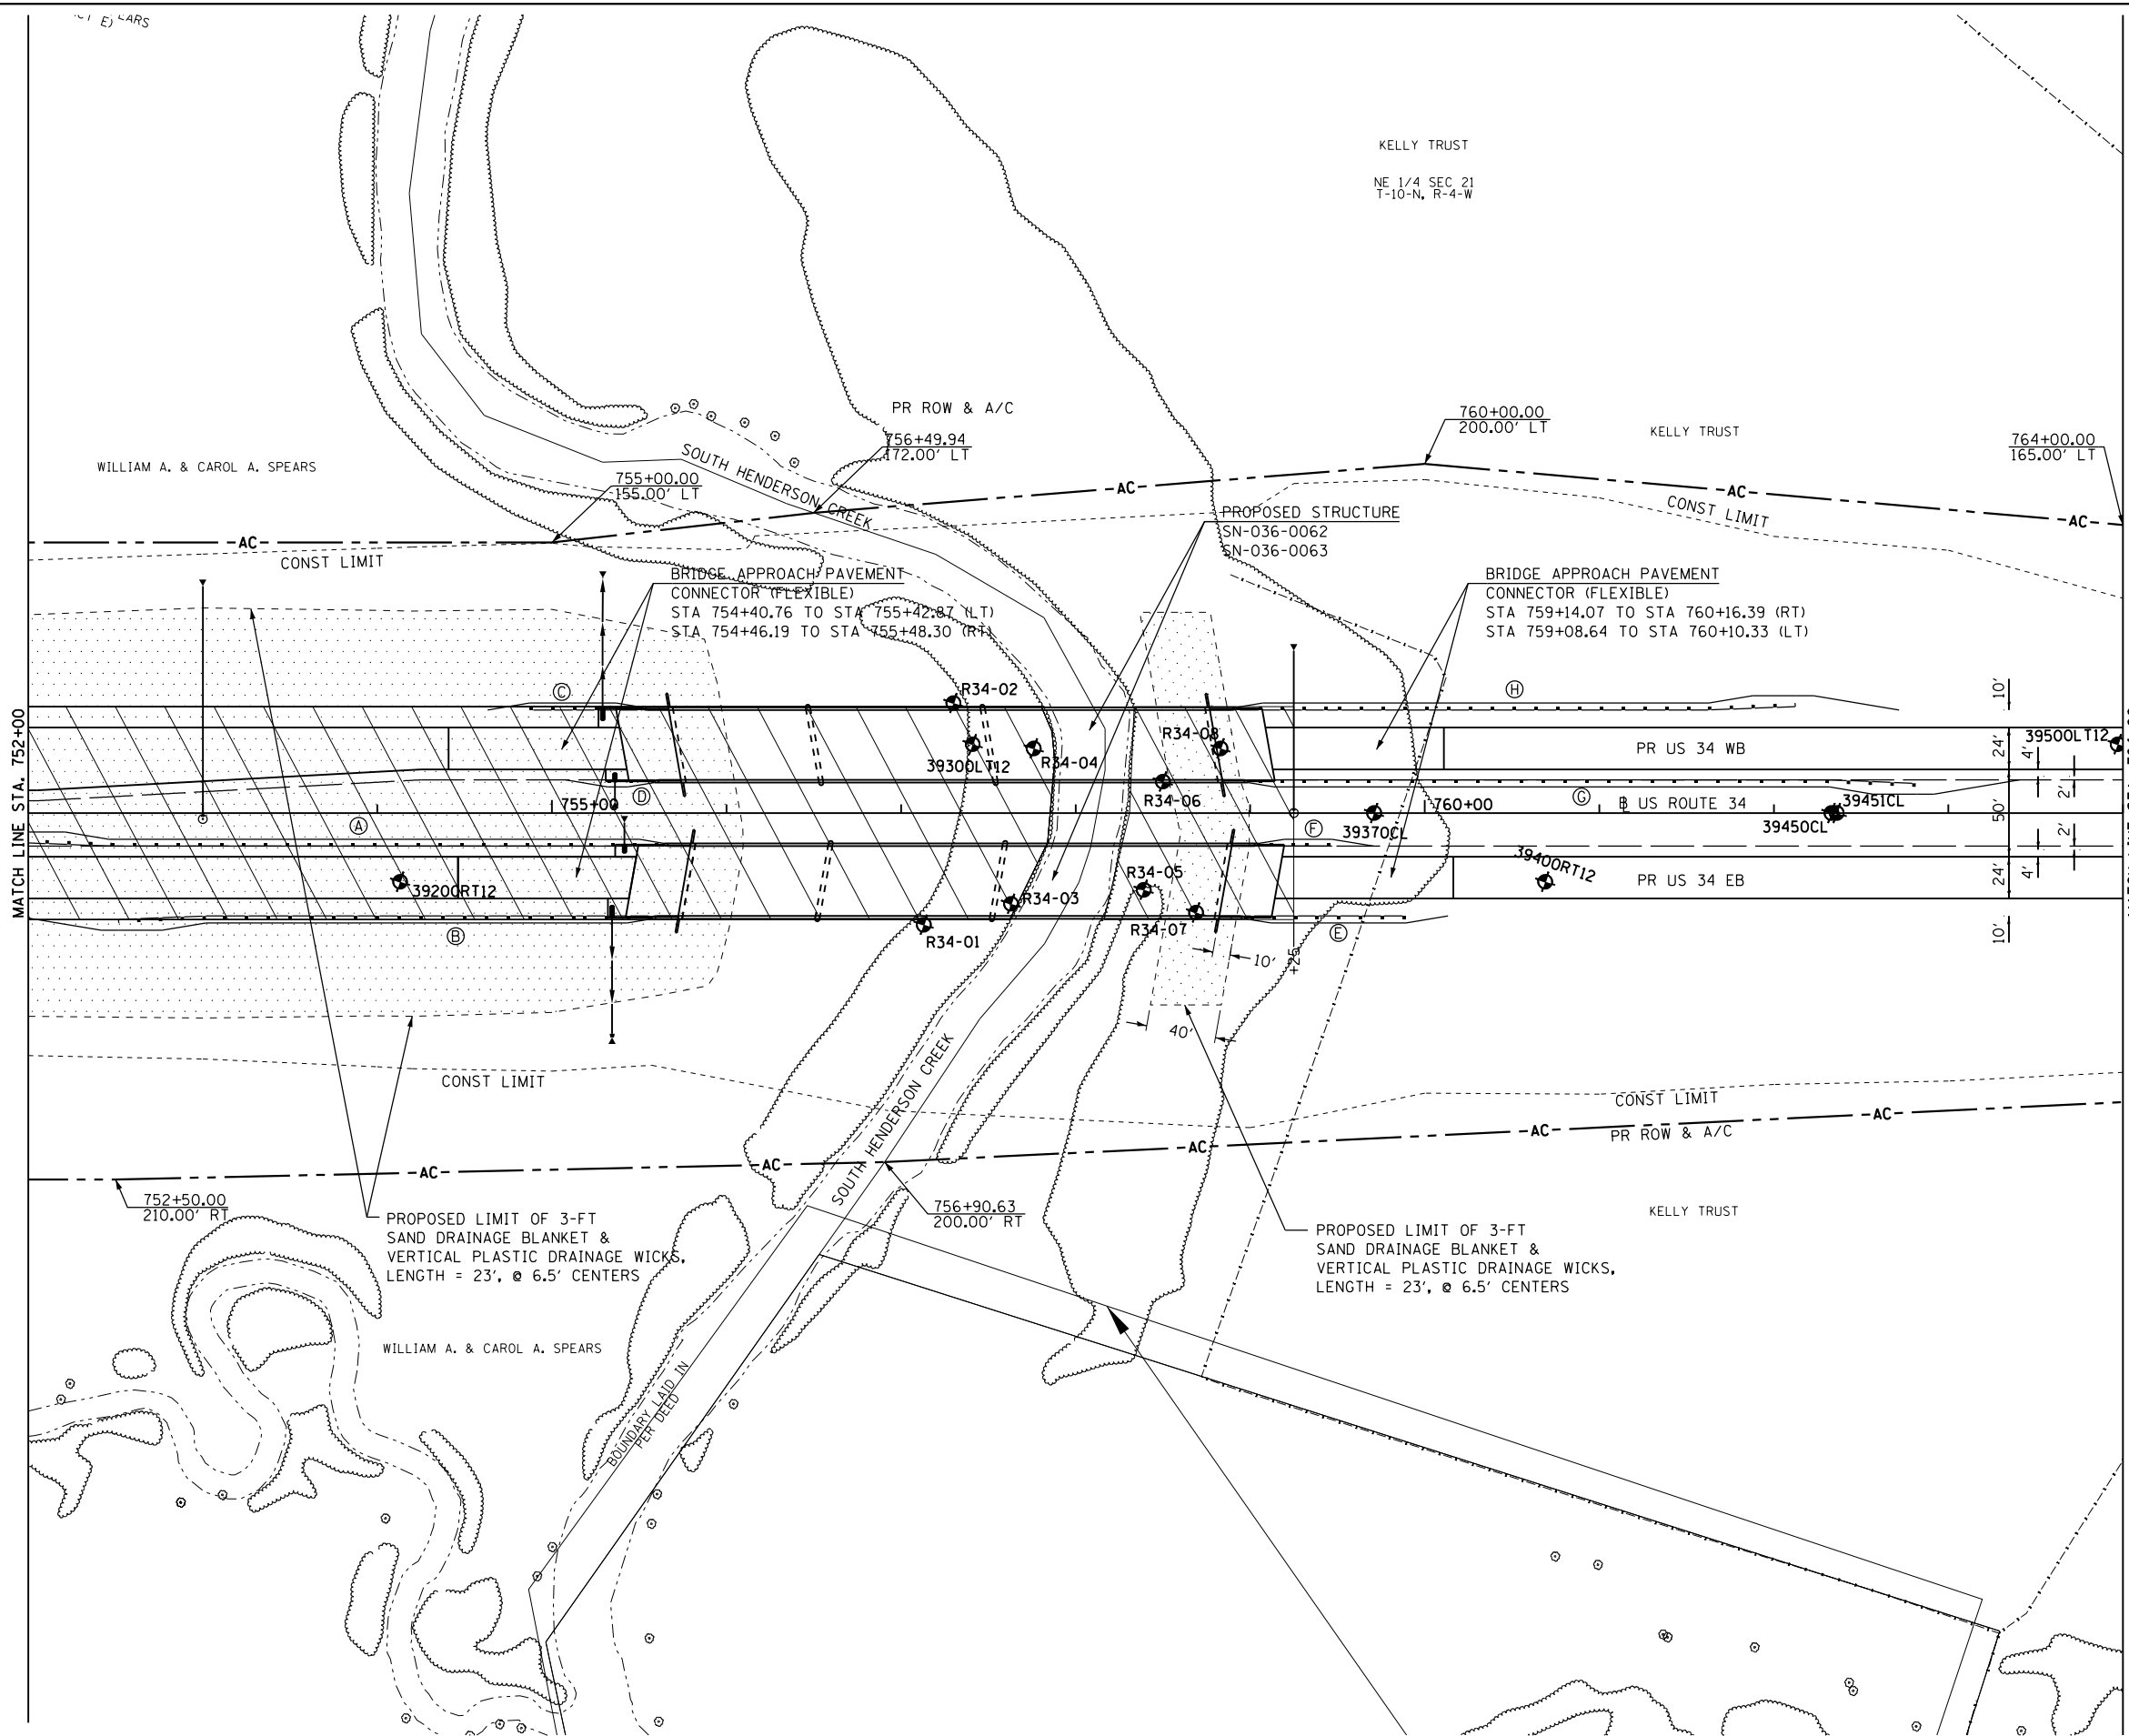 KELLY TRUST
NE 1/4 SEC 21
T-10-N, R-4-W
PR ROW & A/C
756+49.94
172.00' LT
760+00.00
200.00' LT
KELLY TRUST
764+00.00
165.00' LT
WILLIAM A. & CAROL A. SPEARS
755+00.00
155.00' LT
SOUTH HENDERSON CREEK
AC
AC
AC
AC
CONST LIMIT
CONST LIMIT
PROPOSED STRUCTURE
SN-036-0062
SN-036-0063
BRIDGE APPROACH PAVEMENT
CONNECTOR (FLEXIBLE)
STA 754+40.76 TO STA 755+42.87 (LT)
STA 754+46.19 TO STA 755+48.30 (RT)
BRIDGE APPROACH PAVEMENT
CONNECTOR (FLEXIBLE)
STA 759+14.07 TO STA 760+16.39 (RT)
STA 759+08.64 TO STA 760+10.33 (LT)
MATCH LINE STA. 752+00
C
R34-02
H
10'
R34-08
39300LT12
R34-04
PR US 34 WB
24'
4'
39500LT12
D
R34-06
G
2'
755+00
760+00
US ROUTE 34
39451CL
A
F
39370CL
39450CL
50'
2'
39200RT12
R34-05
39400RT12
PR US 34 EB
24'
4'
R34-03
B
R34-01
R34-07
E
10'
10'
+25
40'
CONST LIMIT
SOUTH HENDERSON CREEK
CONST LIMIT
AC
AC
AC
AC
AC
PR ROW & A/C
752+50.00
210.00' RT
756+90.63
200.00' RT
KELLY TRUST
PROPOSED LIMIT OF 3-FT
SAND DRAINAGE BLANKET &
VERTICAL PLASTIC DRAINAGE WICKS,
LENGTH = 23', @ 6.5' CENTERS
PROPOSED LIMIT OF 3-FT
SAND DRAINAGE BLANKET &
VERTICAL PLASTIC DRAINAGE WICKS,
LENGTH = 23', @ 6.5' CENTERS
WILLIAM A. & CAROL A. SPEARS
BOUNDARY LAID IN
PER DEED